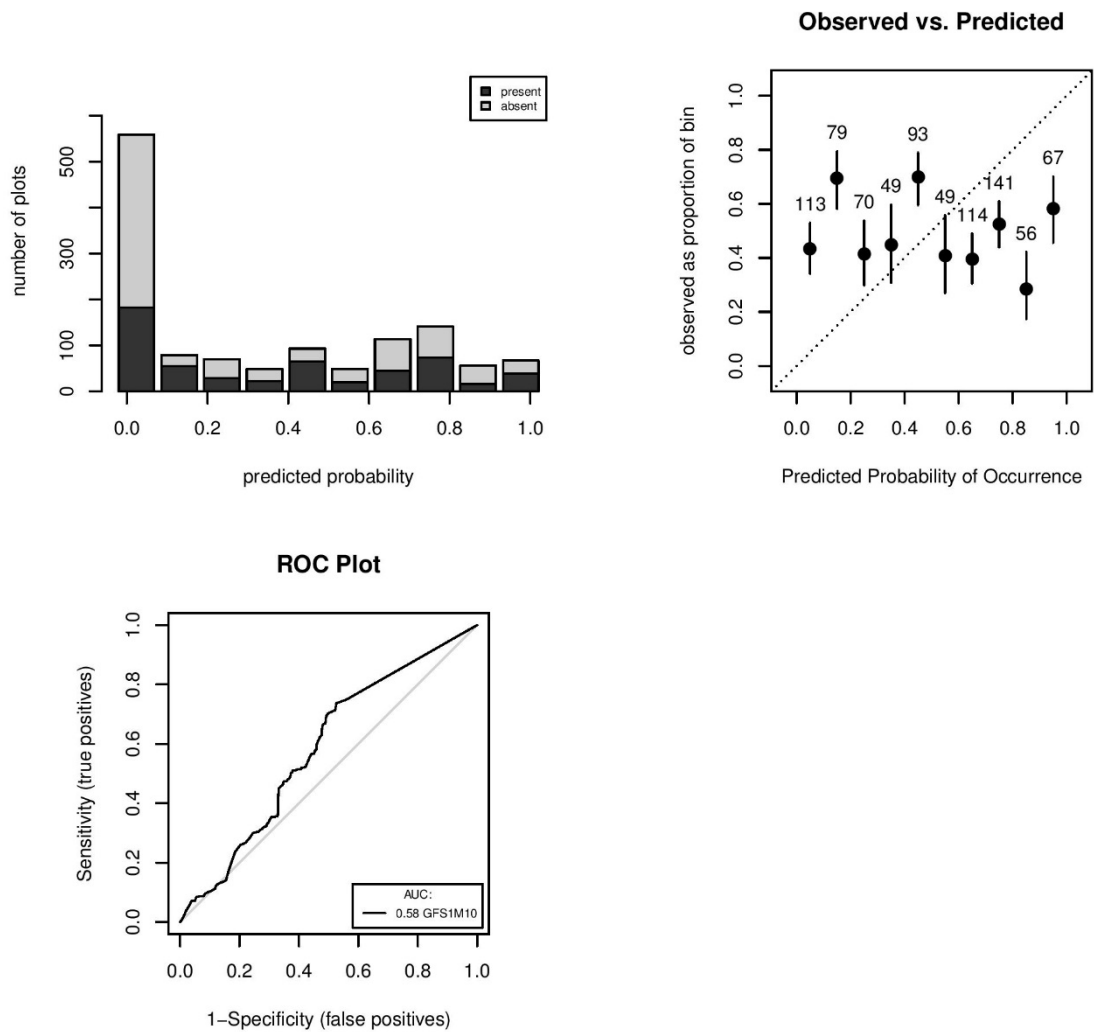 present
absent
number of plots
500
300
100
0
0.0 0.2 0.4 0.6 0.8 1.0
predicted probability
Observed vs. Predicted
observed as proportion of bin
1.0
0.8
0.6
0.4
0.2
0.0
113 79 70 49 93 49 114 141 56 67
0.0 0.2 0.4 0.6 0.8 1.0
Predicted Probability of Occurrence
ROC Plot
Sensitivity (true positives)
1.0
0.8
0.6
0.4
0.2
0.0
AUC:
0.58 GFS1M10
0.0 0.2 0.4 0.6 0.8 1.0
1−Specificity (false positives)